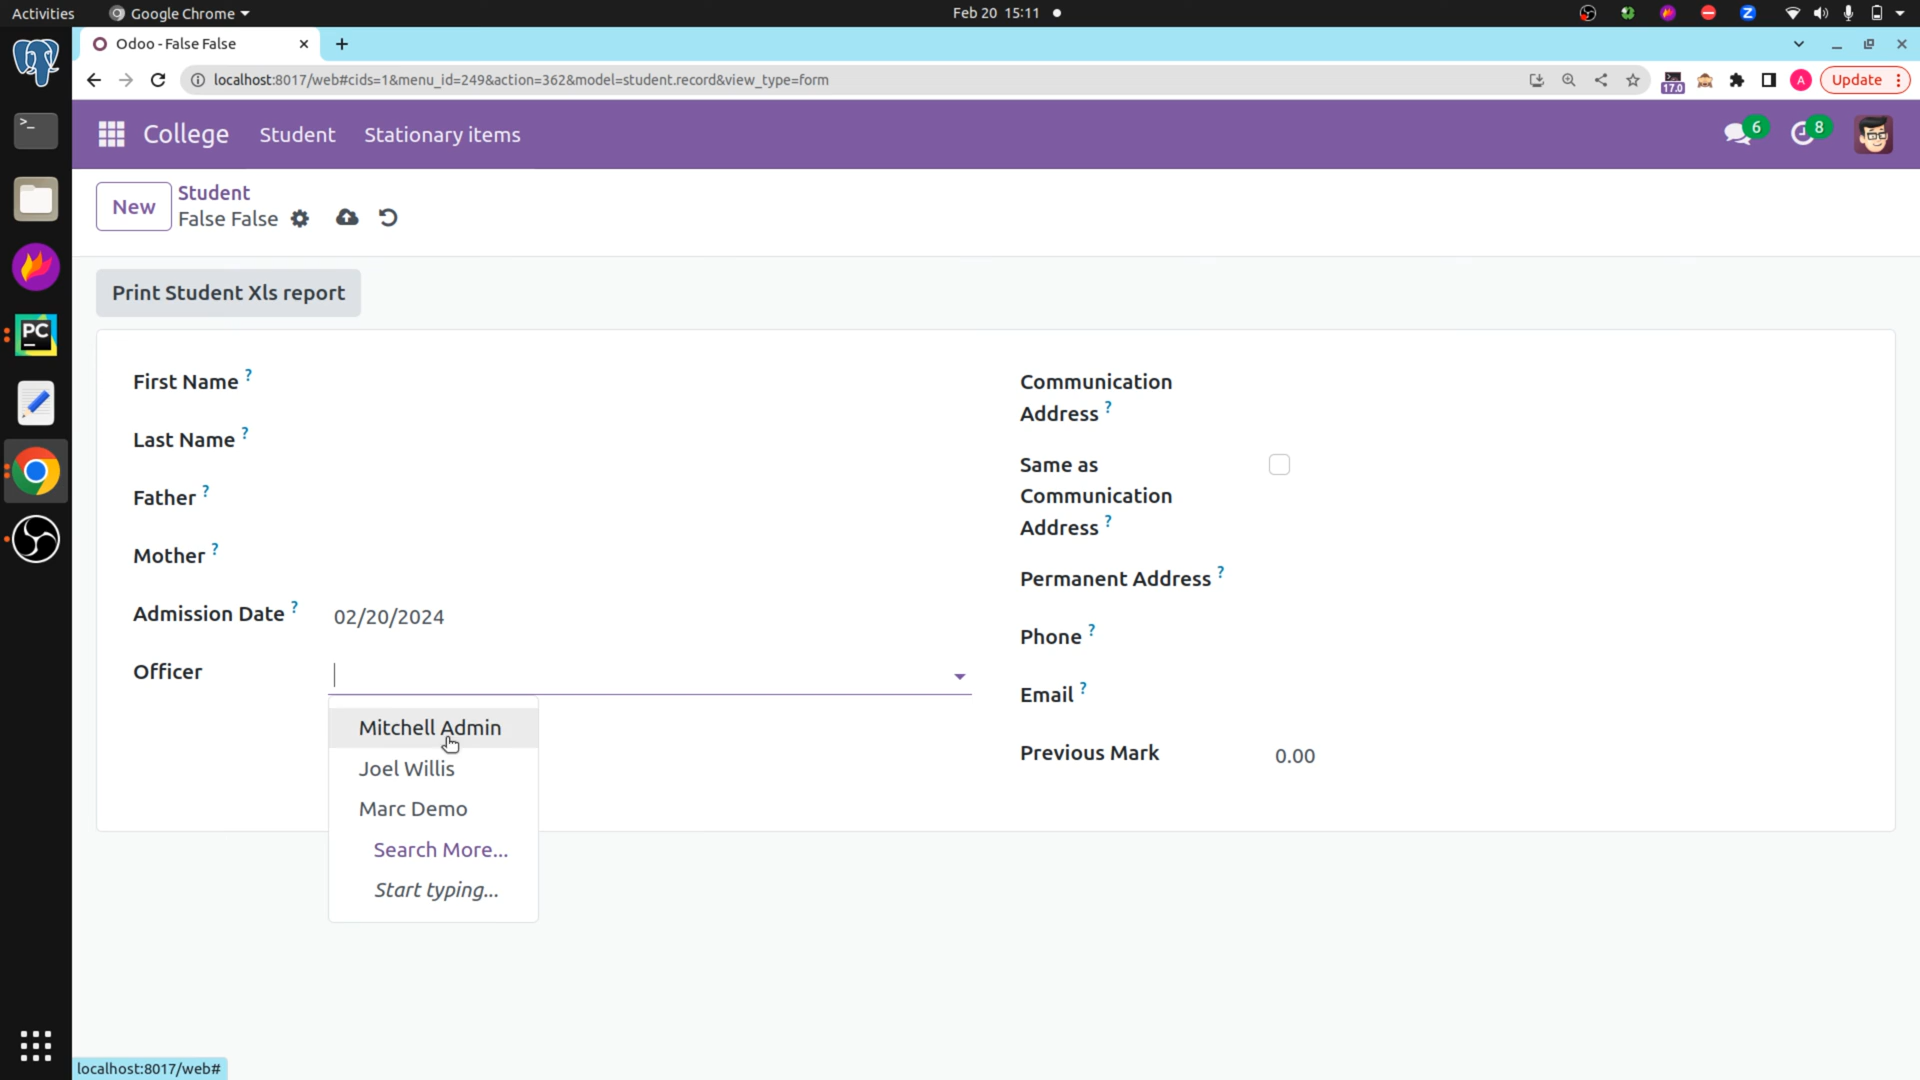 Activities Google Chrome Feb 20 15:11
Odoo - False False
localhost:8017/web#cids=1&menu_id=249&action=362&model=student.record&view_type=form 17.0 A Update
College Student Stationary items 6 8
New Student
False False
Print Student Xls report
First Name ?
Last Name ?
Father ?
Mother ?
Admission Date ? 02/20/2024
Officer
Mitchell Admin
Joel Willis
Marc Demo
Search More...
Start typing...
Communication
Address ?
Same as
Communication
Address ?
Permanent Address ?
Phone ?
Email ?
Previous Mark 0.00
PC
Z
localhost:8017/web#